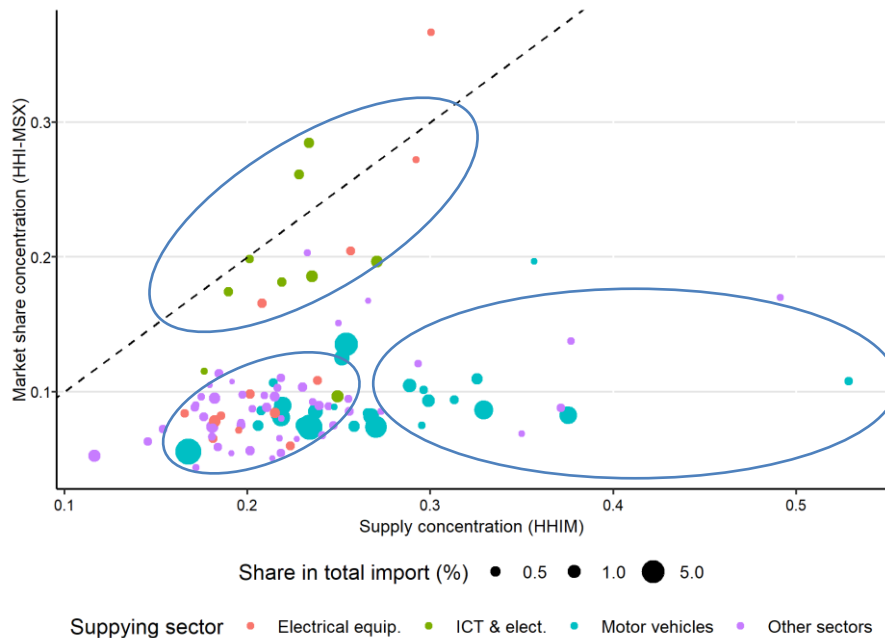 Market share concentration (HHI-MSX)
0.3
0.2
0.1
0.1 0.2 0.3 0.4 0.5
Supply concentration (HHIM)
Share in total import (%) 0.5 1.0 5.0
Suppying sector Electrical equip. ICT & elect. Motor vehicles Other sectors